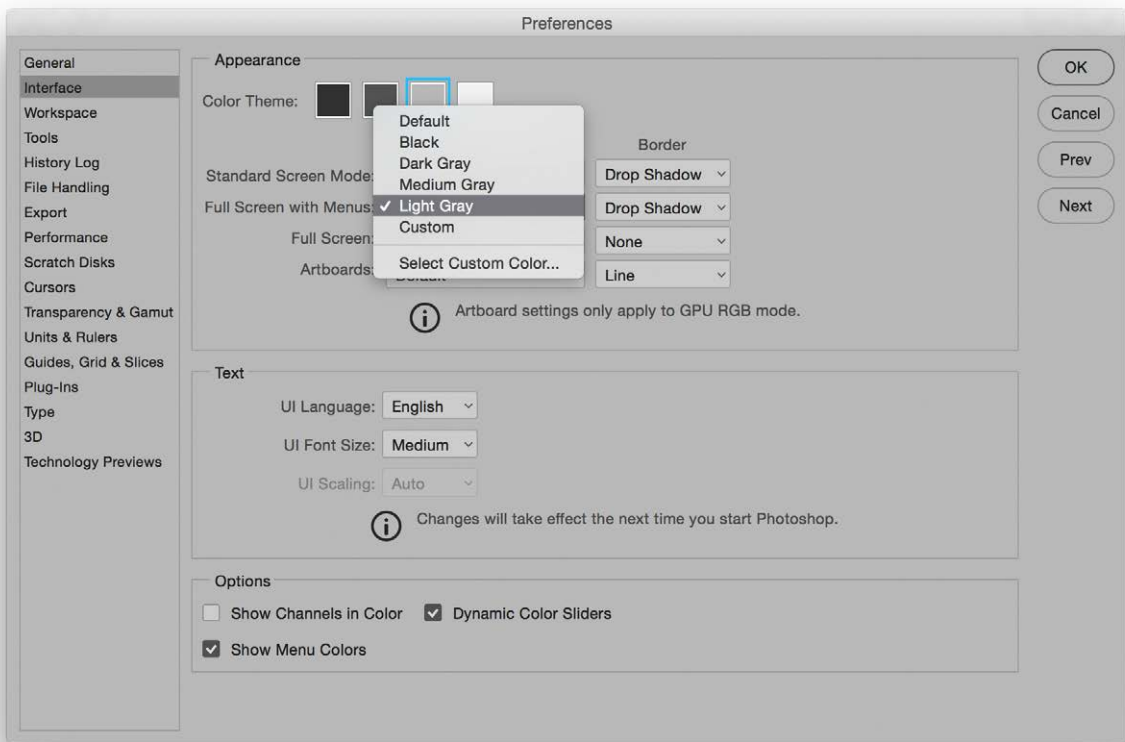 Preferences
General
Interface
Workspace
Tools
History Log
File Handling
Export
Performance
Scratch Disks
Cursors
Transparency & Gamut
Units & Rulers
Guides, Grid & Slices
Plug-Ins
Type
3D
Technology Previews
Appearance
Color Theme:
Border
Standard Screen Mode:
Drop Shadow
Full Screen with Menus:
Drop Shadow
Full Screen:
None
Artboards:
Default
Line
Default
Black
Dark Gray
Medium Gray
✓ Light Gray
Custom
Select Custom Color...
Artboard settings only apply to GPU RGB mode.
Text
UI Language: English
UI Font Size: Medium
UI Scaling: Auto
Changes will take effect the next time you start Photoshop.
Options
Show Channels in Color
Dynamic Color Sliders
Show Menu Colors
OK
Cancel
Prev
Next